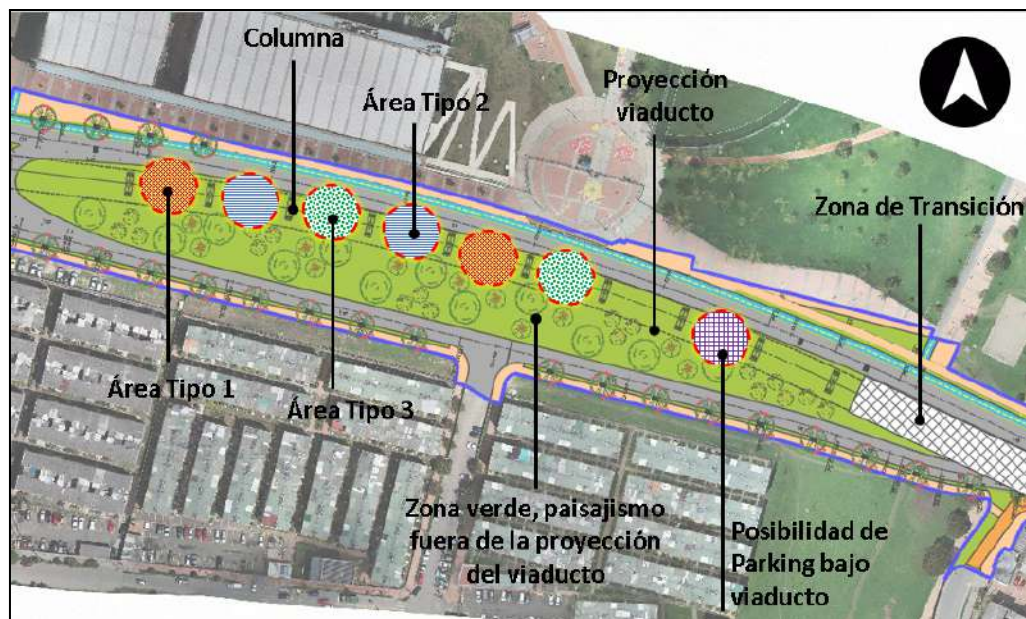 Columna
Área Tipo 2
Proyección
viaducto
Zona de Transición
Área Tipo 1
Área Tipo 3
Zona verde, paisajismo
fuera de la proyección
del viaducto
Posibilidad de
Parking bajo
viaducto